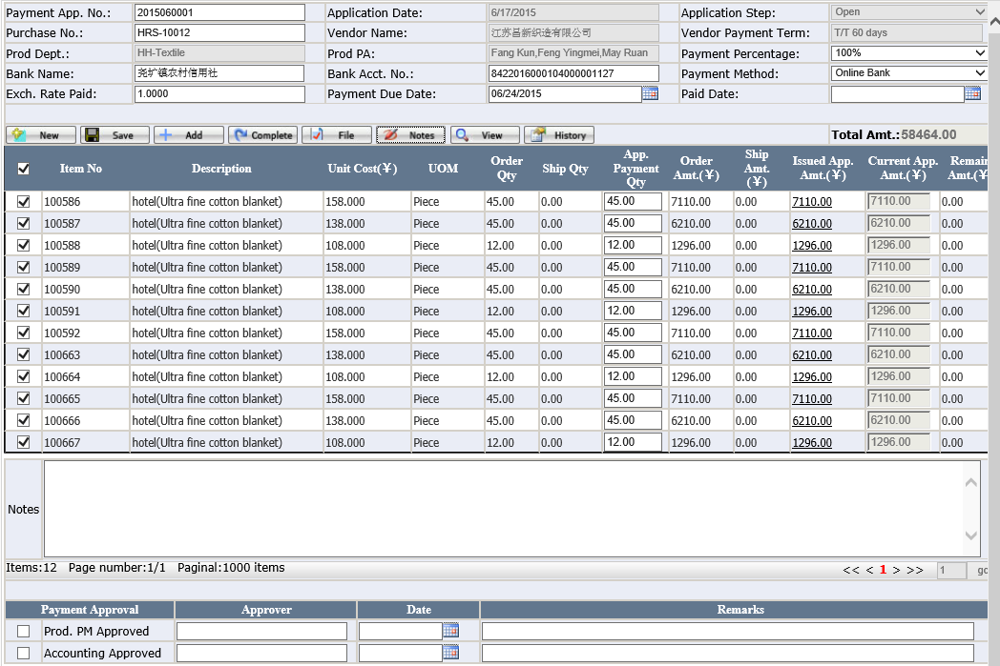 Payment App. No.: 2015060001 Application Date: 6/17/2015 Application Step: Open
Purchase No.: HRS-10012 Vendor Name: 江苏昌新织造有限公司 Vendor Payment Term: T/T 60 days
Prod Dept.: HH-Textile Prod PA: Fang Kun,Feng Yingmei,May Ruan Payment Percentage: 100%
Bank Name: 尧圹镇农村信用社 Bank Acct. No.: 8422016000104000001127 Payment Method: Online Bank
Exch. Rate Paid: 1.0000 Payment Due Date: 06/24/2015 Paid Date:
New Save Add Complete File Notes View History Total Amt.:58464.00
Item No Description Unit Cost(¥) UOM Order Qty Ship Qty App. Payment Qty Order Amt.(¥) Ship Amt. (¥) Issued App. Amt.(¥) Current App. Amt.(¥) Remain Amt.(¥
100586 hotel(Ultra fine cotton blanket) 158.000 Piece 45.00 0.00 45.00 7110.00 0.00 7110.00 7110.00 0.00
100587 hotel(Ultra fine cotton blanket) 138.000 Piece 45.00 0.00 45.00 6210.00 0.00 6210.00 6210.00 0.00
100588 hotel(Ultra fine cotton blanket) 108.000 Piece 12.00 0.00 12.00 1296.00 0.00 1296.00 1296.00 0.00
100589 hotel(Ultra fine cotton blanket) 158.000 Piece 45.00 0.00 45.00 7110.00 0.00 7110.00 7110.00 0.00
100590 hotel(Ultra fine cotton blanket) 138.000 Piece 45.00 0.00 45.00 6210.00 0.00 6210.00 6210.00 0.00
100591 hotel(Ultra fine cotton blanket) 108.000 Piece 12.00 0.00 12.00 1296.00 0.00 1296.00 1296.00 0.00
100592 hotel(Ultra fine cotton blanket) 158.000 Piece 45.00 0.00 45.00 7110.00 0.00 7110.00 7110.00 0.00
100663 hotel(Ultra fine cotton blanket) 138.000 Piece 45.00 0.00 45.00 6210.00 0.00 6210.00 6210.00 0.00
100664 hotel(Ultra fine cotton blanket) 108.000 Piece 12.00 0.00 12.00 1296.00 0.00 1296.00 1296.00 0.00
100665 hotel(Ultra fine cotton blanket) 158.000 Piece 45.00 0.00 45.00 7110.00 0.00 7110.00 7110.00 0.00
100666 hotel(Ultra fine cotton blanket) 138.000 Piece 45.00 0.00 45.00 6210.00 0.00 6210.00 6210.00 0.00
100667 hotel(Ultra fine cotton blanket) 108.000 Piece 12.00 0.00 12.00 1296.00 0.00 1296.00 1296.00 0.00
Notes
Items:12 Page number:1/1 Paginal:1000 items << < 1 > >> 1 go
Payment Approval Approver Date Remarks
Prod. PM Approved
Accounting Approved